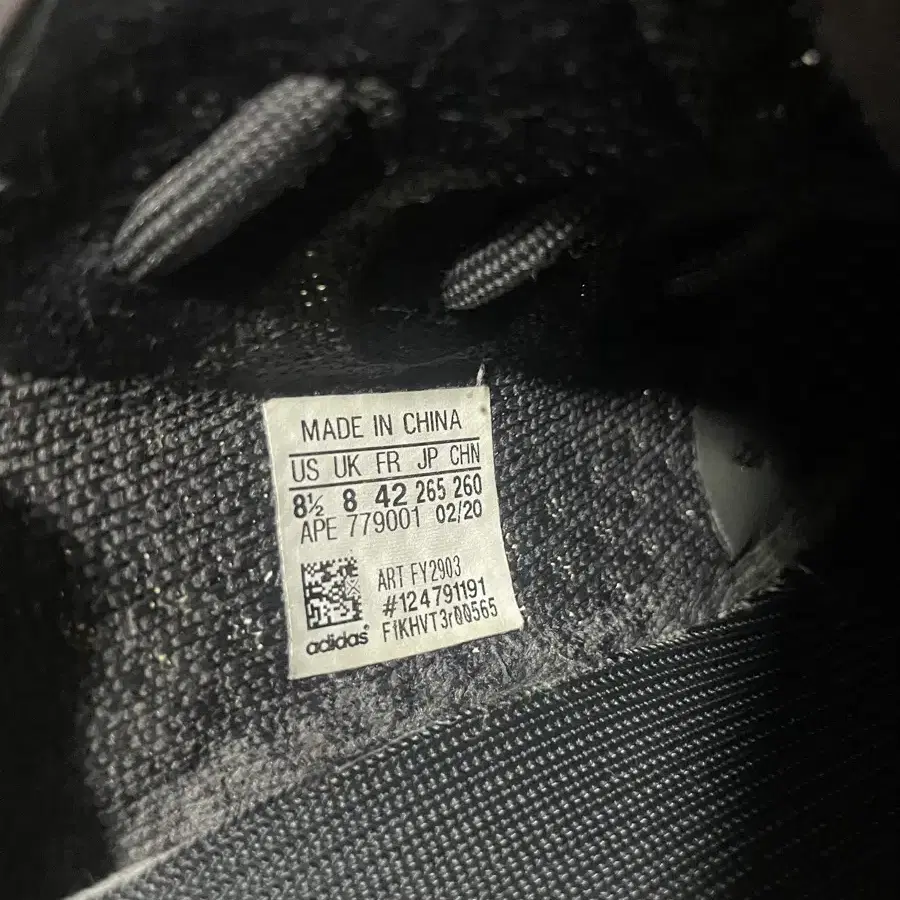 MADE IN CHINA
US UK FR JP CHN
8½ 8 42 265 260
APE 779001 02/20
ART FY2903
#124791191
F1KHVT3r00565
adidas®